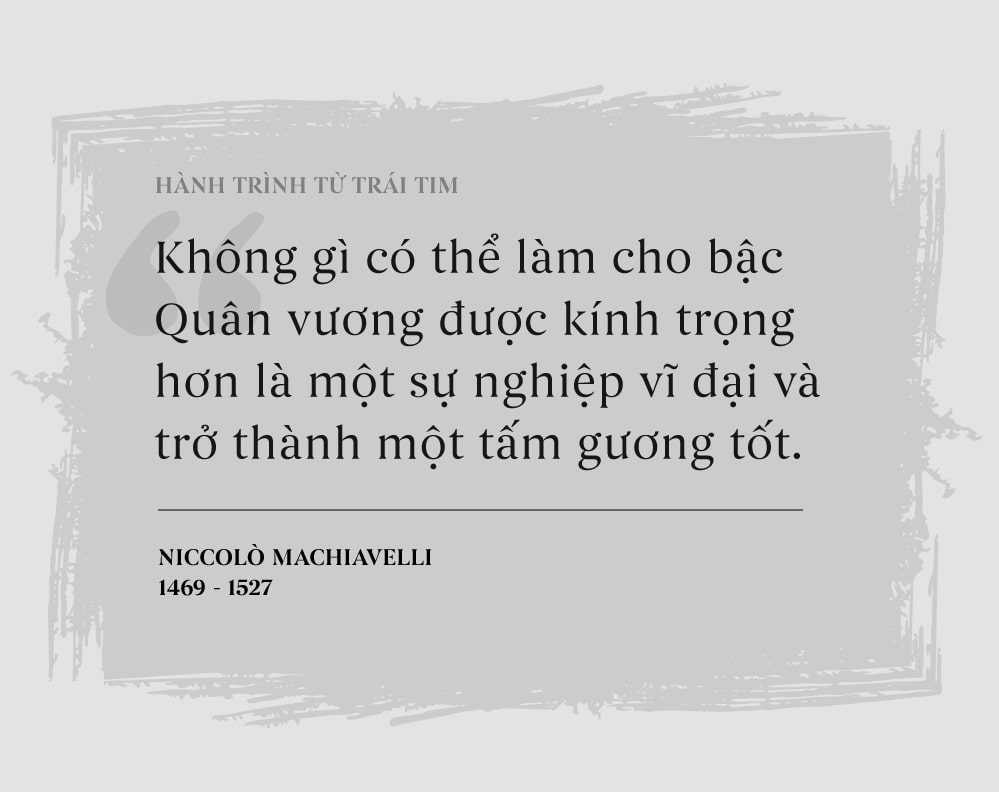 HÀNH TRÌNH TỪ TRÁI TIM
Không gì có thể làm cho bậc
Quân vương được kính trọng
hơn là một sự nghiệp vĩ đại và
trở thành một tấm gương tốt.
NICCOLÒ MACHIAVELLI
1469 - 1527